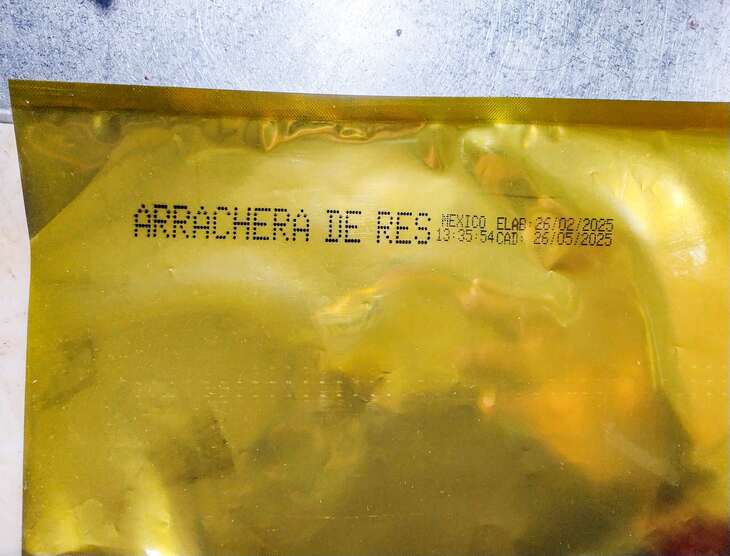 ARRACHERA DE RES
MEXICO ELAB: 26/02/2025
13:35:54 CAD: 26/05/2025